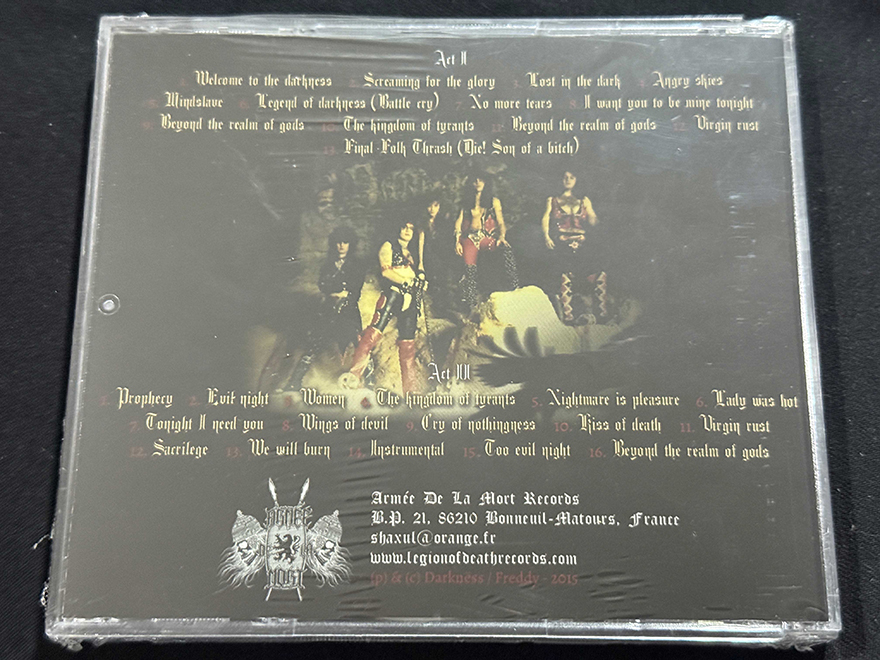 Act II
1. Welcome to the darkness 2. Screaming for the glory 3. Lost in the dark 4. Angry skies
5. Mindslave 6. Legend of darkness (Battle cry) 7. No more tears 8. I want you to be mine tonight
9. Beyond the realm of gods 10. The kingdom of tyrants 11. Beyond the realm of gods 12. Virgin rust
13. Final-Folk Thrash (Die! Son of a bitch)
Act III
1. Prophecy 2. Evil night 3. Women 4. The kingdom of tyrants 5. Nightmare is pleasure 6. Lady was hot
7. Tonight I need you 8. Wings of devil 9. Cry of nothingness 10. Kiss of death 11. Virgin rust
12. Sacrilege 13. We will burn 14. Instrumental 15. Too evil night 16. Beyond the realm of gods
ARMÉE
DE LA
MORT
Armée De La Mort Records
B.P. 21, 86210 Bonneuil-Matours, France
shaxul@orange.fr
www.legionofdeathrecords.com
(p) & (c) Darkness / Freddy - 2015